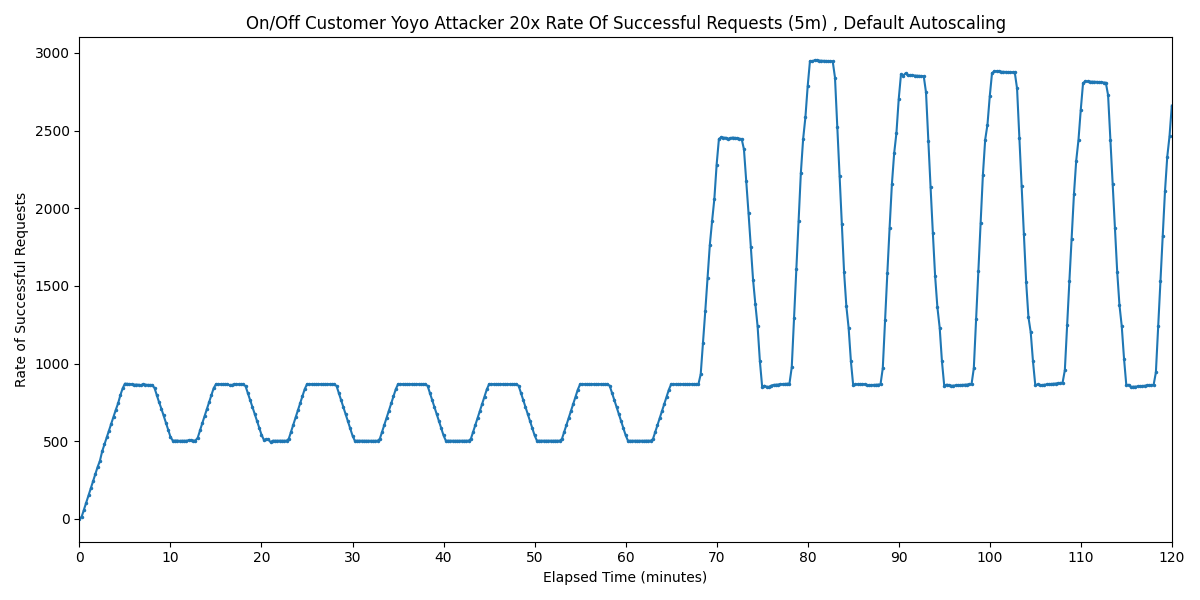 On/Off Customer Yoyo Attacker 20x Rate Of Successful Requests (5m) , Default Autoscaling
Rate of Successful Requests
3000
2500
2000
1500
1000
500
0
0 10 20 30 40 50 60 70 80 90 100 110 120
Elapsed Time (minutes)